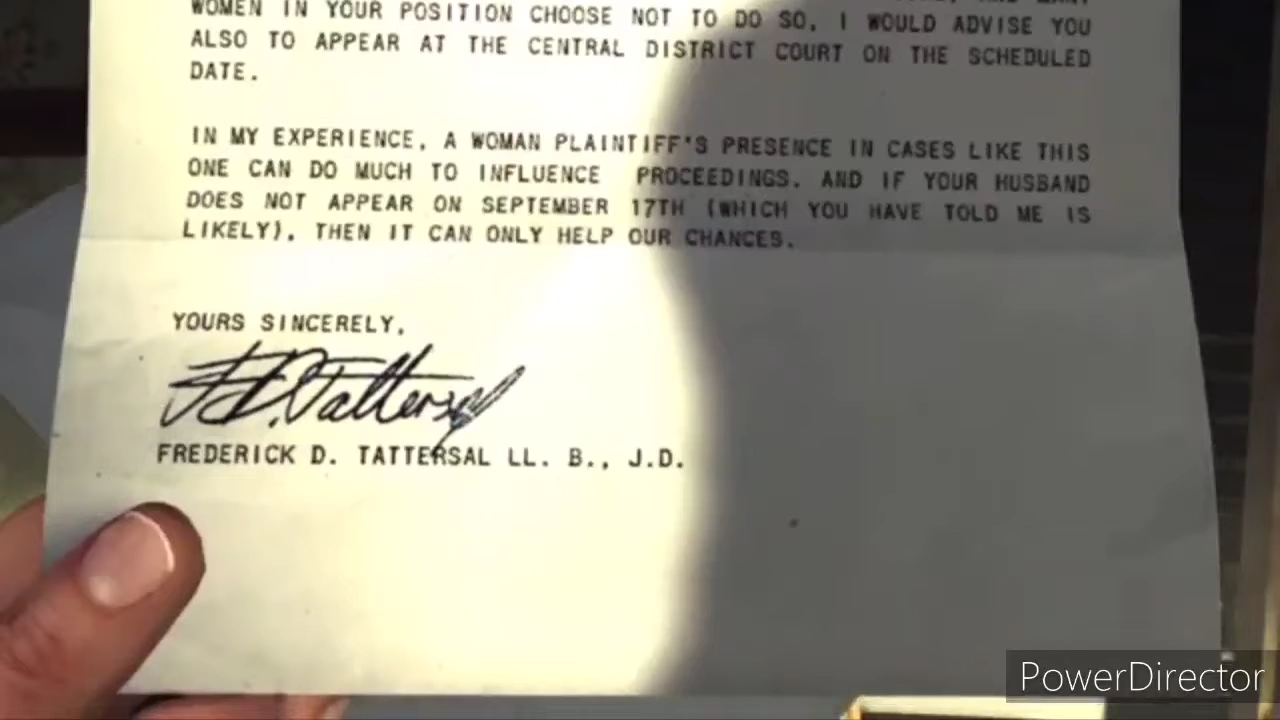 WOMEN IN YOUR POSITION CHOOSE NOT TO DO SO, I WOULD ADVISE YOU
ALSO TO APPEAR AT THE CENTRAL DISTRICT COURT ON THE SCHEDULED
DATE.
IN MY EXPERIENCE, A WOMAN PLAINTIFF'S PRESENCE IN CASES LIKE THIS
ONE CAN DO MUCH TO INFLUENCE PROCEEDINGS. AND IF YOUR HUSBAND
DOES NOT APPEAR ON SEPTEMBER 17TH (WHICH YOU HAVE TOLD ME IS
LIKELY), THEN IT CAN ONLY HELP OUR CHANCES.
YOURS SINCERELY,
F.D. Tattersal
FREDERICK D. TATTERSAL LL. B., J.D.
PowerDirector